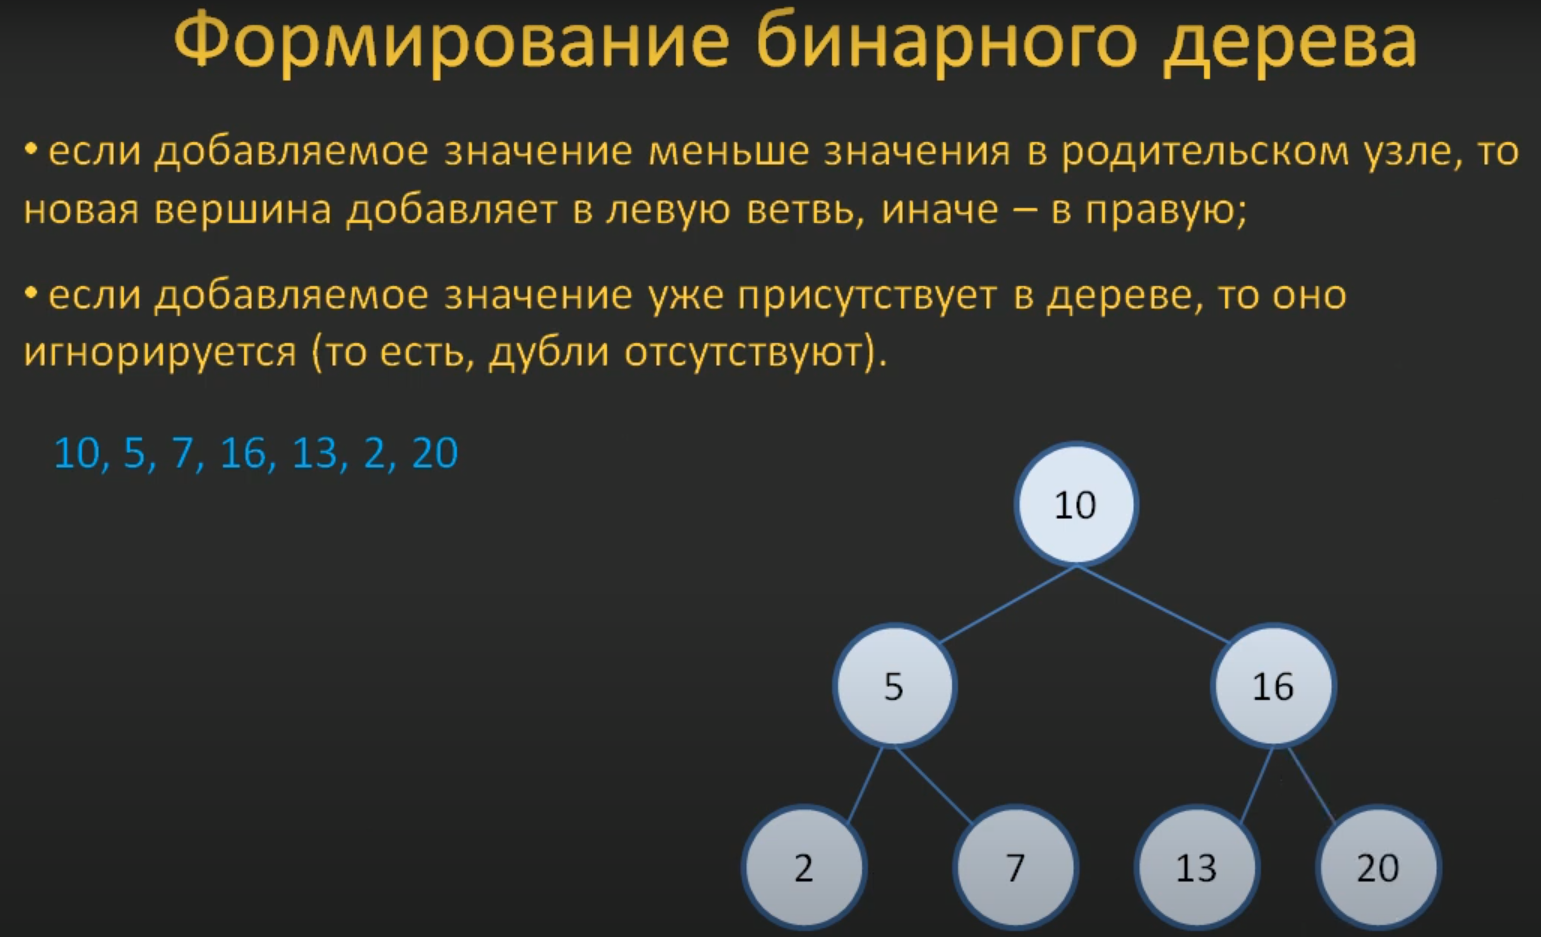 Формирование бинарного дерева
• если добавляемое значение меньше значения в родительском узле, то
новая вершина добавляет в левую ветвь, иначе – в правую;
• если добавляемое значение уже присутствует в дереве, то оно
игнорируется (то есть, дубли отсутствуют).
10, 5, 7, 16, 13, 2, 20
10
5 16
2 7 13 20